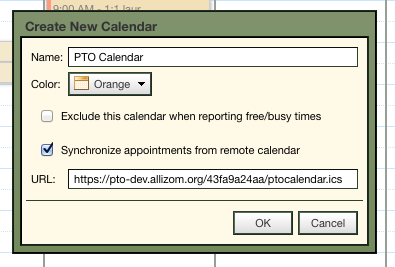 9:00 AM - 1:1 laur
Create New Calendar
Name: PTO Calendar
Color: Orange
Exclude this calendar when reporting free/busy times
Synchronize appointments from remote calendar
URL: https://pto-dev.allizom.org/43fa9a24aa/ptocalendar.ics
OK Cancel